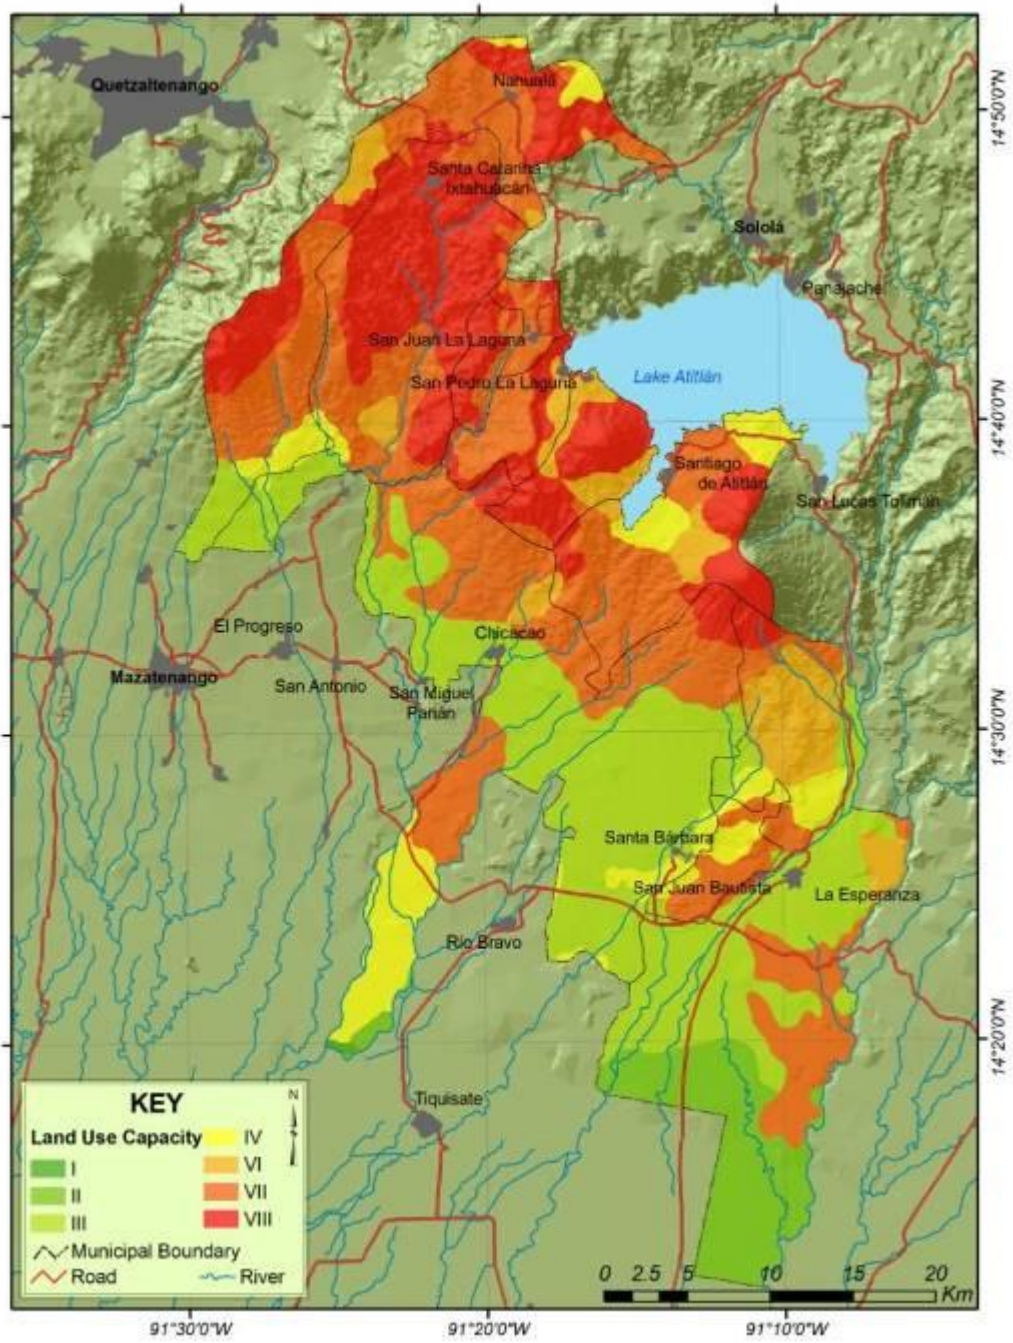 Quetzaltenango
Nahualá
Santa Catarina
Ixtahuacán
Sololá
Panajachel
San Juan La Laguna
San Pedro La Laguna
Lake Atitlán
Santiago
de Atitlán
San Lucas Tolimán
El Progreso
Chicacao
Mazatenango
San Antonio
San Miguel
Panán
Santa Bárbara
San Juan Bautista
La Esperanza
Río Bravo
Tiquisate
14°50'0"N
14°40'0"N
14°30'0"N
14°20'0"N
KEY
N
Land Use Capacity
I
II
III
IV
VI
VII
VIII
Municipal Boundary
Road
River
0 2.5 5 10 15 20
Km
91°30'0"W
91°20'0"W
91°10'0"W